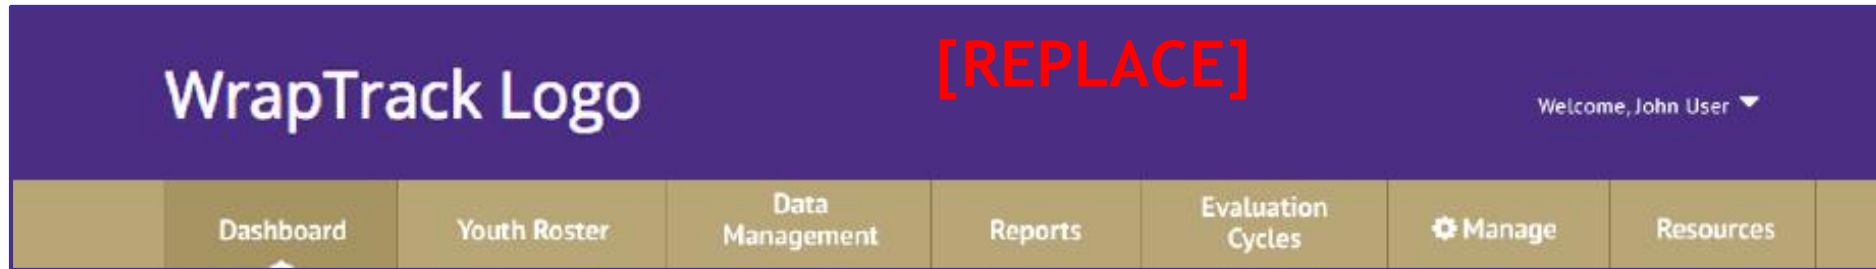 [REPLACE]
WrapTrack Logo
Welcome, John User
Dashboard
Youth Roster
Data
Management
Reports
Evaluation
Cycles
Manage
Resources